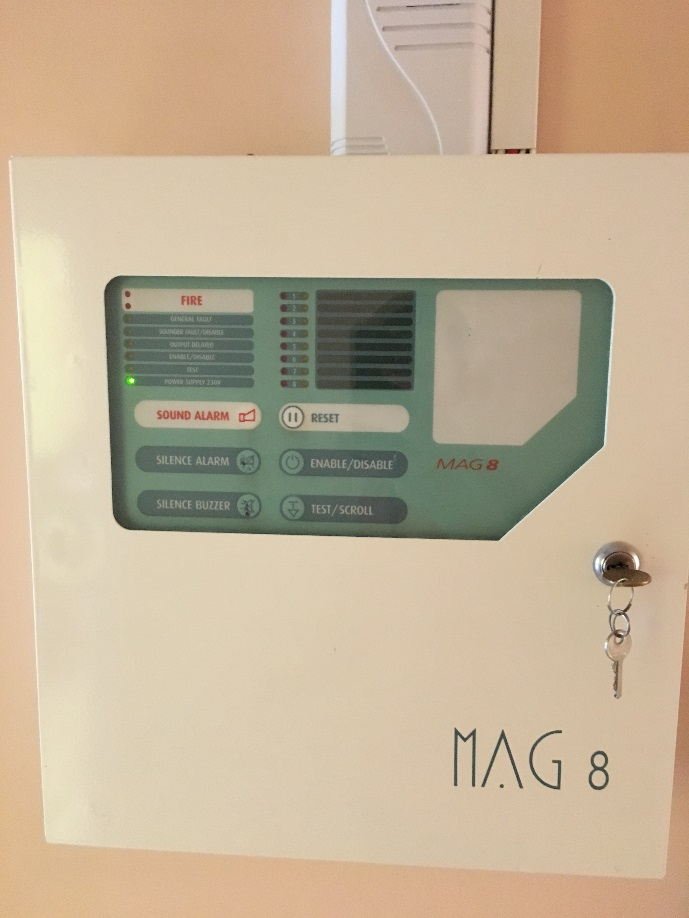 FIRE
GENERAL FAULT
SOUNDER FAULT/DISABLE
OUTPUT DELAYED
ENABLE/DISABLE
TEST
POWER SUPPLY 230V
1
2
3
4
5
6
7
8
SOUND ALARM
RESET
SILENCE ALARM
ENABLE/DISABLE
SILENCE BUZZER
TEST/SCROLL
MAG 8
MAG 8